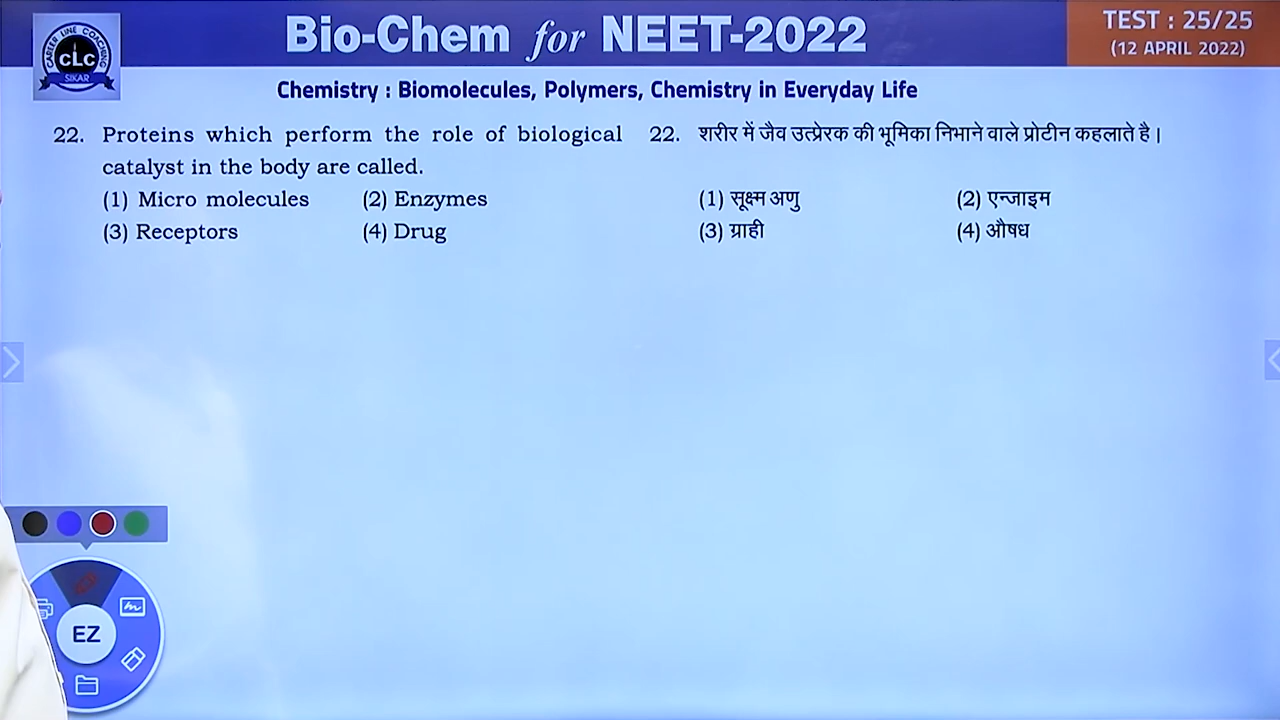 Bio-Chem for NEET-2022
TEST : 25/25
(12 APRIL 2022)
CAREER LINE COACHING
CLC
SIKAR
Chemistry : Biomolecules, Polymers, Chemistry in Everyday Life
22. Proteins which perform the role of biological
catalyst in the body are called.
(1) Micro molecules (2) Enzymes
(3) Receptors (4) Drug
22. शरीर में जैव उत्प्रेरक की भूमिका निभाने वाले प्रोटीन कहलाते है।
(1) सूक्ष्म अणु (2) एन्जाइम
(3) ग्राही (4) औषध
EZ